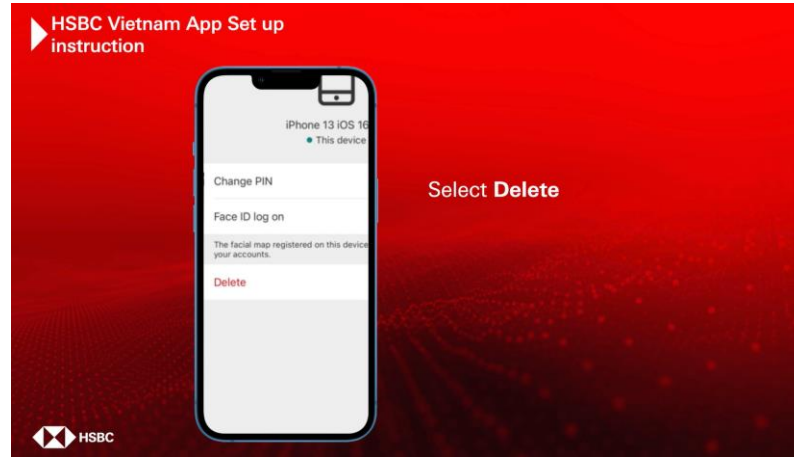 HSBC Vietnam App Set up
instruction
iPhone 13 iOS 16
This device
Change PIN
Face ID log on
The facial map registered on this device
your accounts.
Delete
Select Delete
HSBC